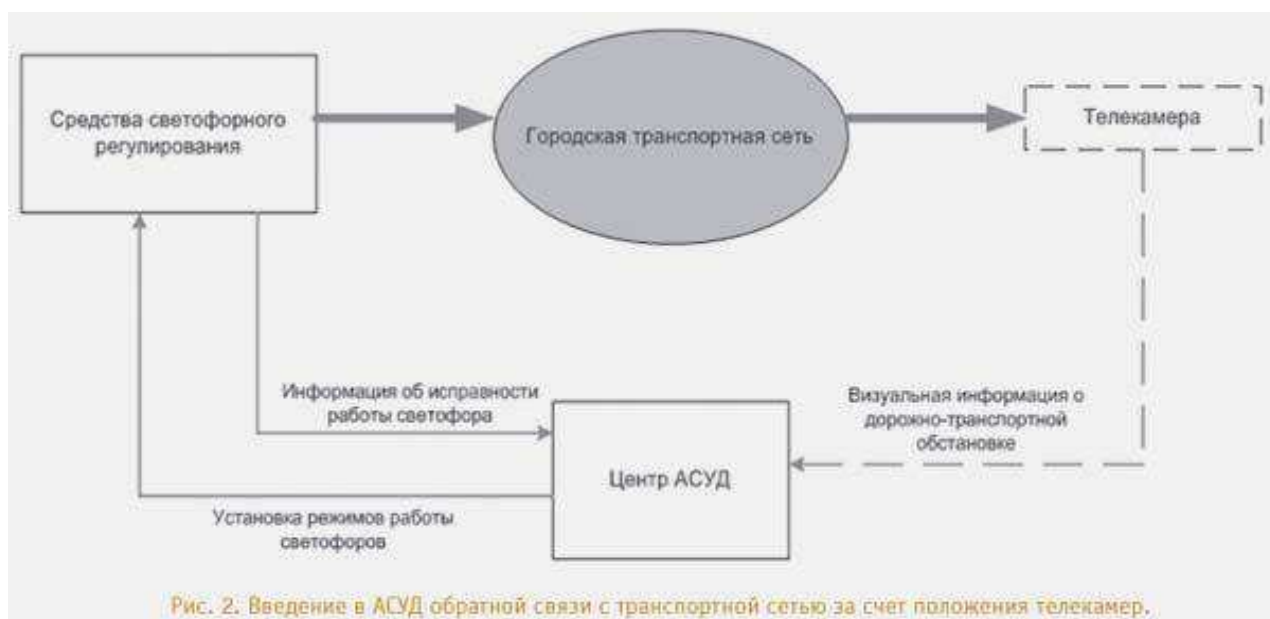 Средства светофорного
регулирования
Городская транспортная сеть
Телекамера
Информация об исправности
работы светофора
Визуальная информация о
дорожно-транспортной
обстановке
Центр АСУД
Установка режимов работы
светофоров
Рис. 2. Введение в АСУД обратной связи с транспортной сетью за счет положения телекамер.